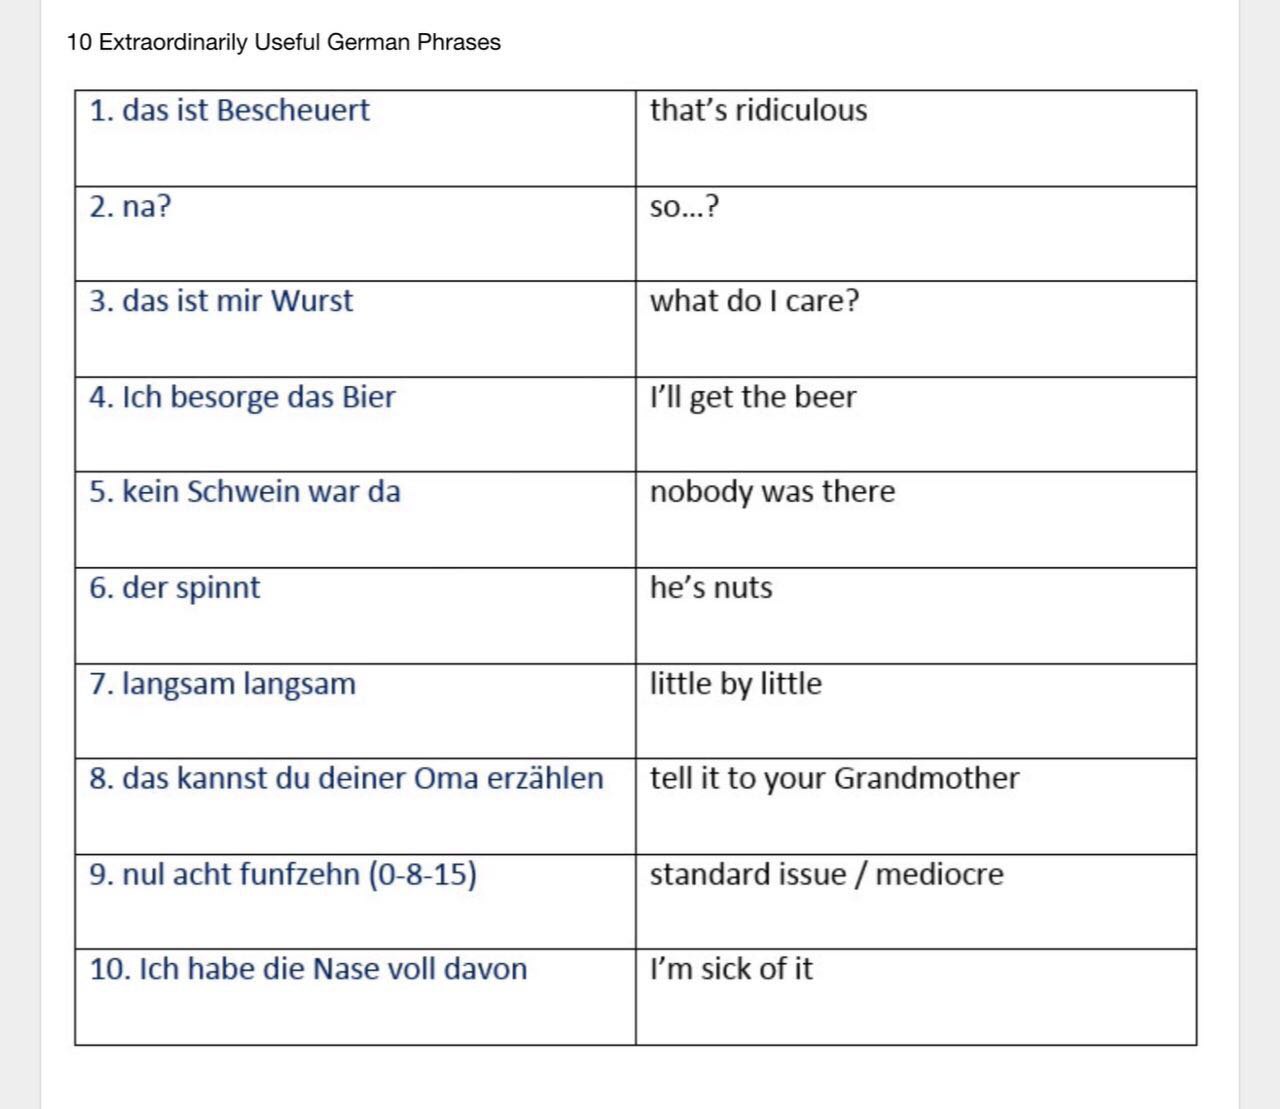 10 Extraordinarily Useful German Phrases
1. das ist Bescheuert
that's ridiculous
2. na?
so...?
3. das ist mir Wurst
what do I care?
4. Ich besorge das Bier
I'll get the beer
5. kein Schwein war da
nobody was there
6. der spinnt
he's nuts
7. langsam langsam
little by little
8. das kannst du deiner Oma erzählen
tell it to your Grandmother
9. nul acht funfzehn (0-8-15)
standard issue / mediocre
10. Ich habe die Nase voll davon
I'm sick of it